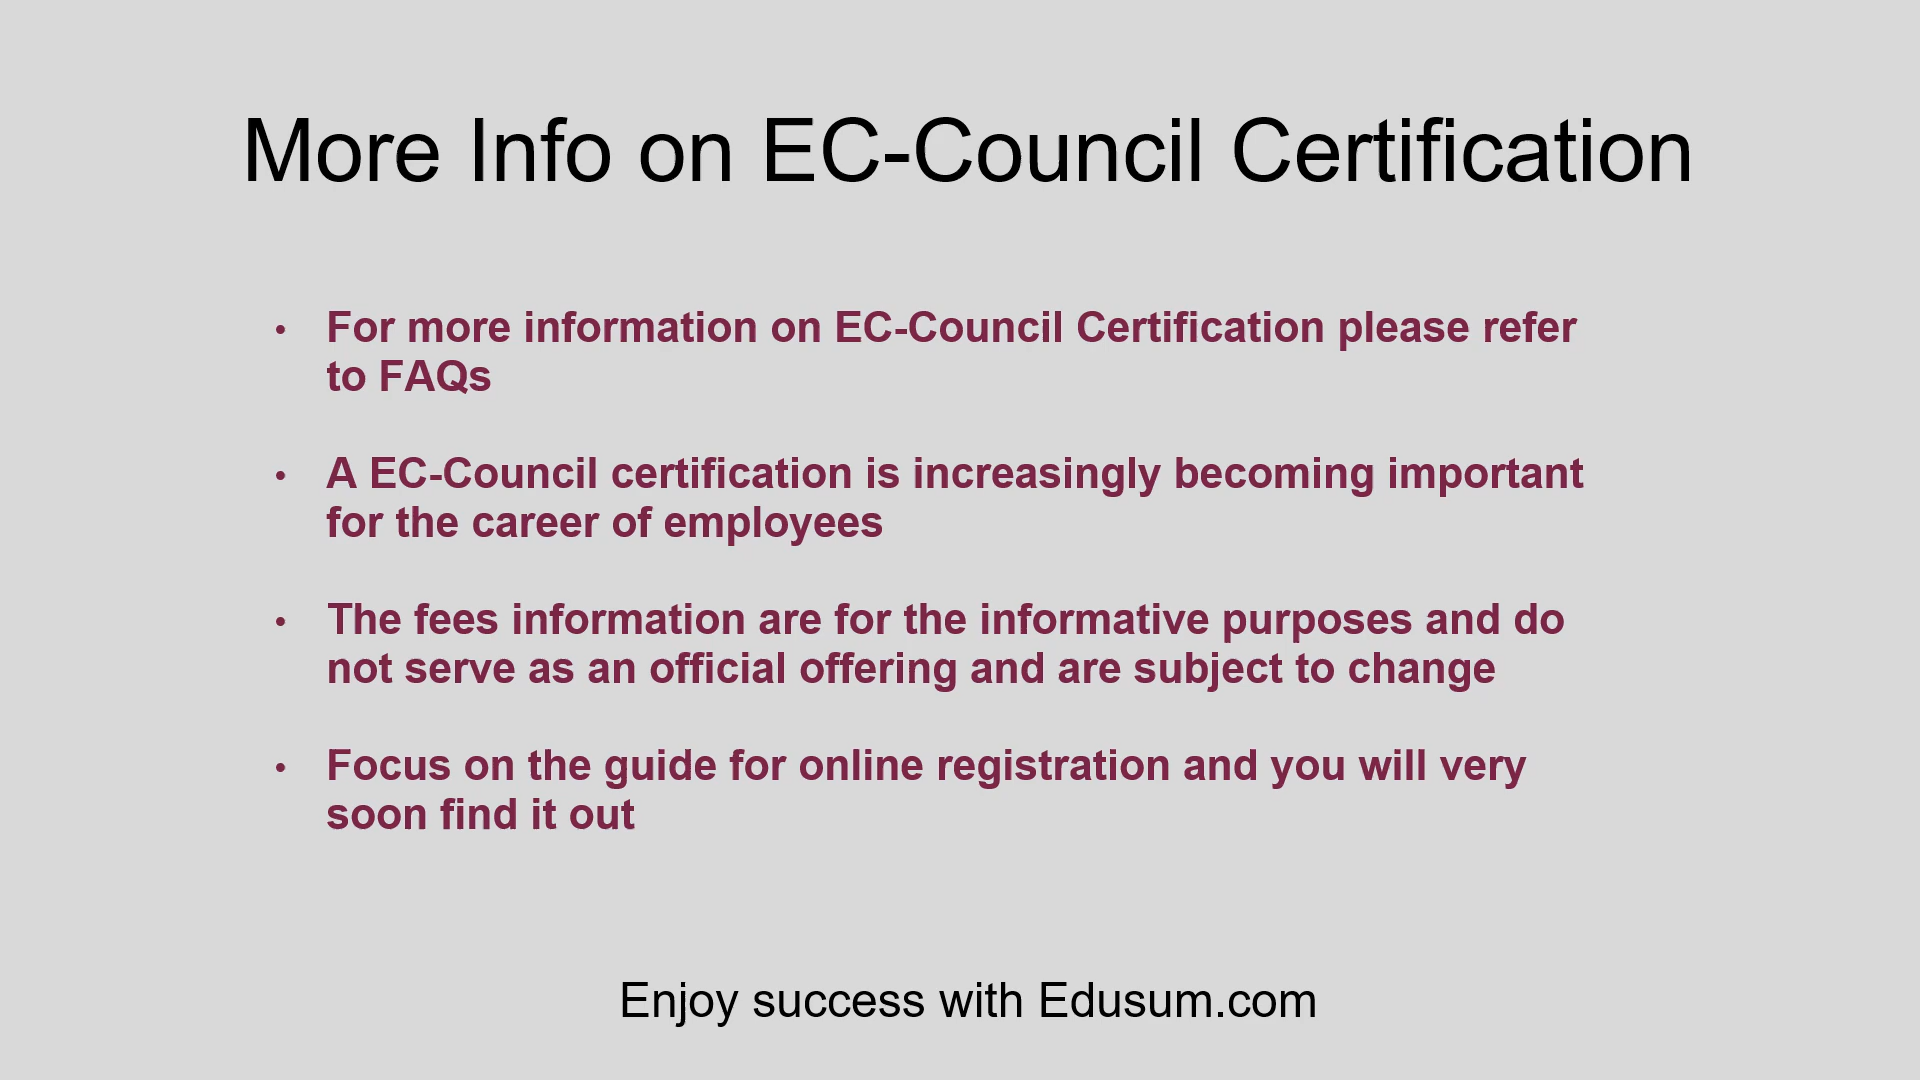 More Info on EC-Council Certification
• For more information on EC-Council Certification please refer
to FAQs
• A EC-Council certification is increasingly becoming important
for the career of employees
• The fees information are for the informative purposes and do
not serve as an official offering and are subject to change
• Focus on the guide for online registration and you will very
soon find it out
Enjoy success with Edusum.com